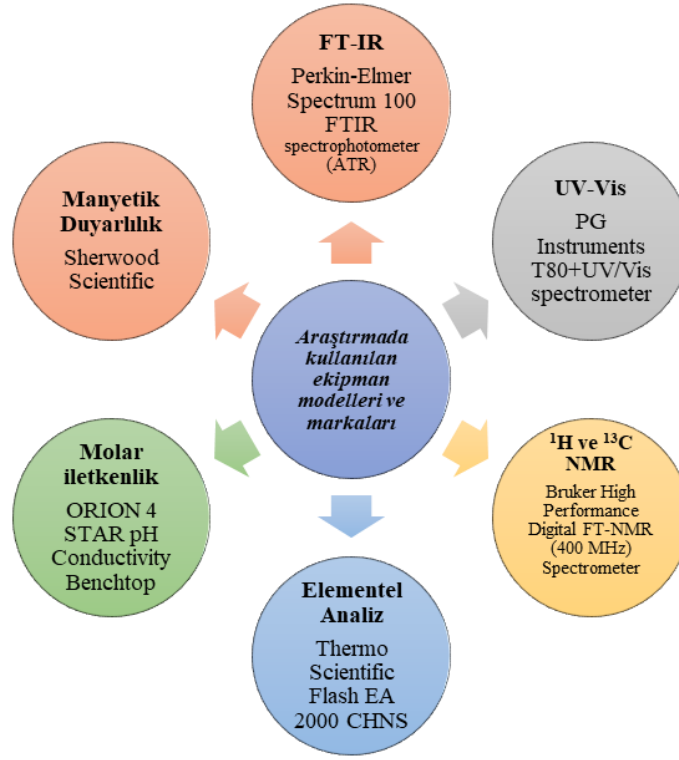 FT-IR
Perkin-Elmer
Spectrum 100
FTIR
spectrophotometer
(ATR)
Manyetik
Duyarlılık
Sherwood
Scientific
UV-Vis
PG
Instruments
T80+UV/Vis
spectrometer
Araştırmada
kullanılan
ekipman
modelleri ve
markaları
Molar
iletkenlik
ORION 4
STAR pH
Conductivity
Benchtop
¹H ve ¹³C
NMR
Bruker High
Performance
Digital FT-NMR
(400 MHz)
Spectrometer
Elementel
Analiz
Thermo
Scientific
Flash EA
2000 CHNS